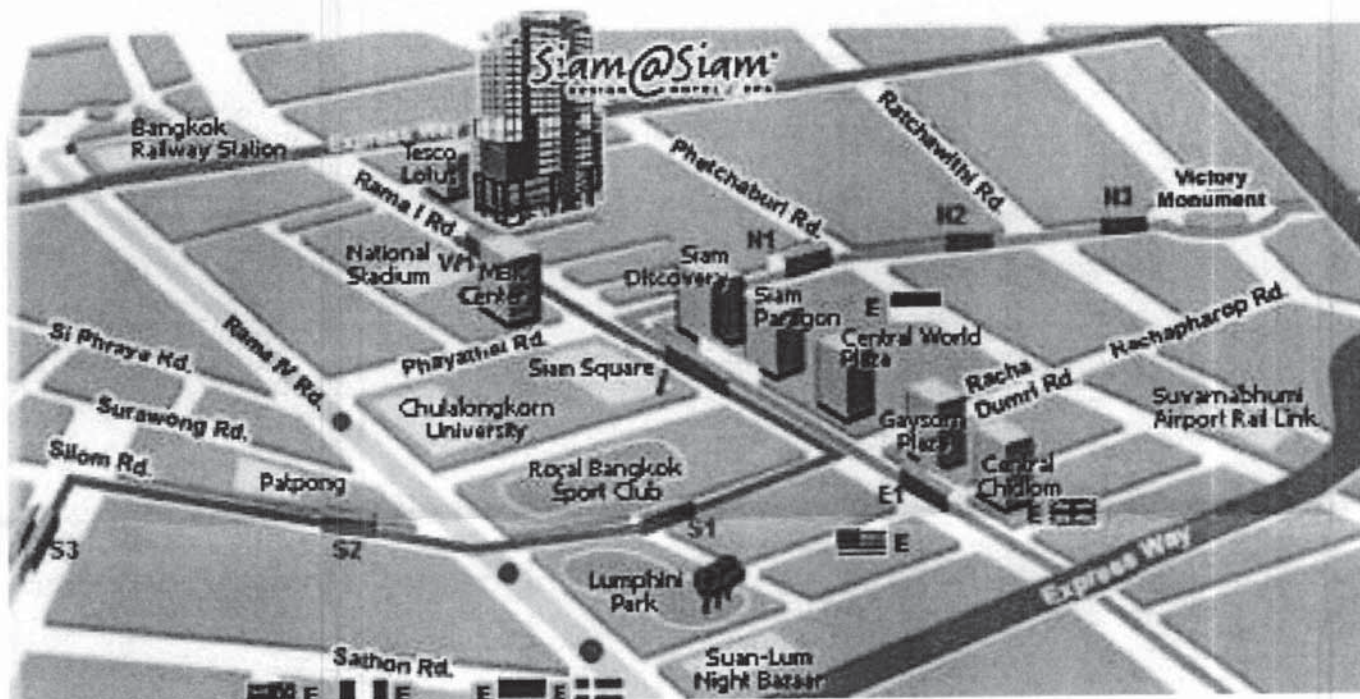 Siam@Siam
DESIGN HOTEL & SPA
Bangkok
Railway Station
Tesco
Lotus
Rama I Rd.
Phetchaburi Rd.
Ratchawithi Rd.
Victory
Monument
N3
N2
N1
National
Stadium
MBK
Center
Siam
Discovery
Siam
Paragon
E
Central World
Plaza
Rachapharop Rd.
Si Phraya Rd.
Rama IV Rd.
Phayathai Rd.
Siam Square
Racha
Dumri Rd.
Suvarnabhumi
Airport Rail Link
Surawong Rd.
Chulalongkorn
University
Gaysorn
Plaza
Silom Rd.
Patpong
Royal Bangkok
Sport Club
Central
Chidlom
E1
E
S3
S2
S1
E
Lumphini
Park
Express Way
Sathon Rd.
Suan-Lum
Night Bazaar
E
E
E
E